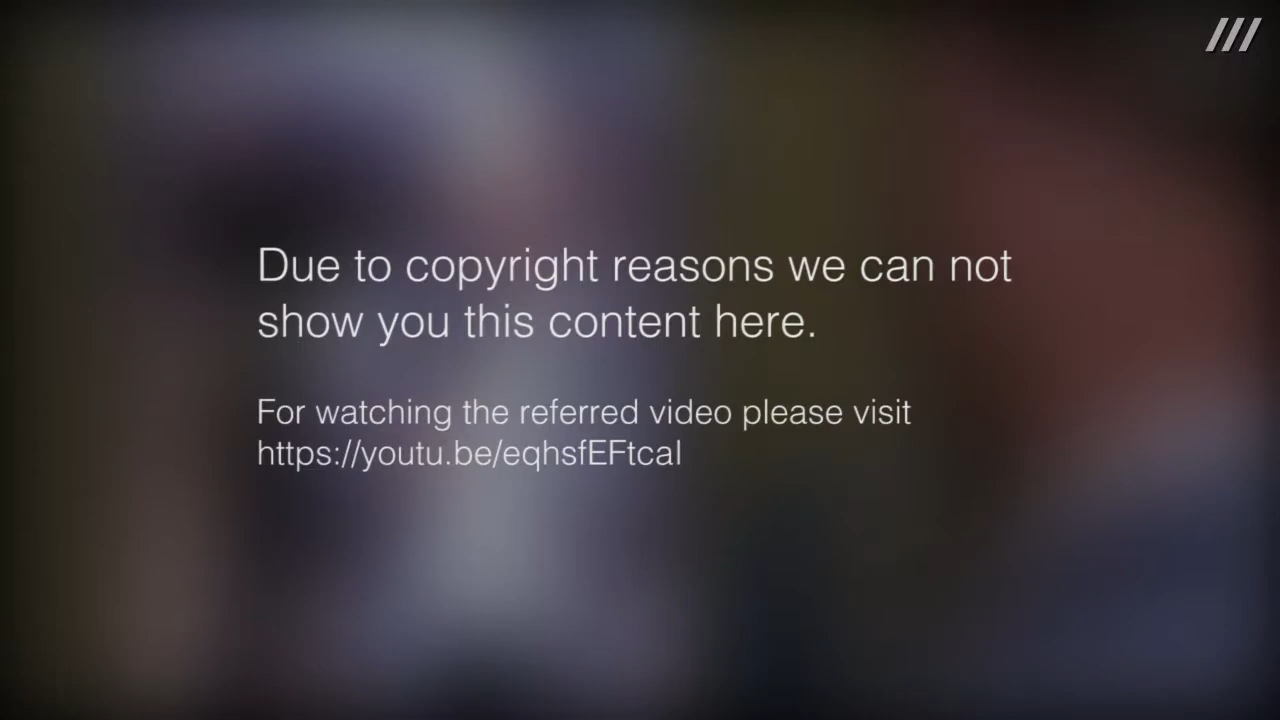 Due to copyright reasons we can not
show you this content here.
For watching the referred video please visit
https://youtu.be/eqhsfEFtcaI